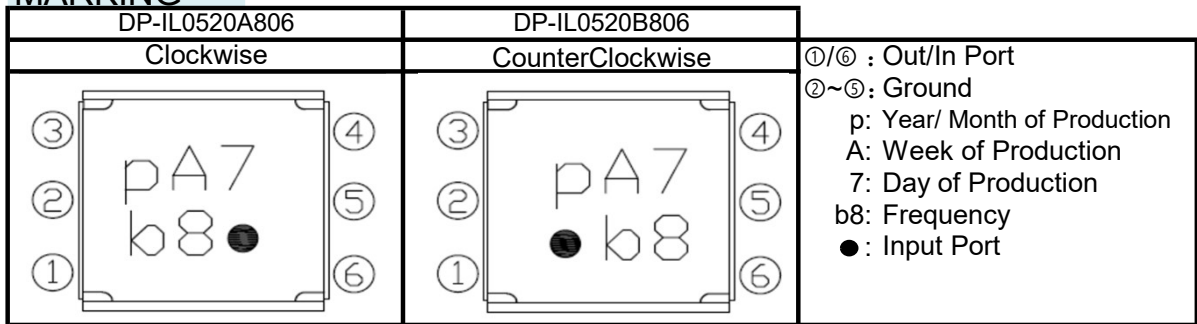 MARKING
DP-IL0520A806
DP-IL0520B806
Clockwise
CounterClockwise
③
④
pA7
②
⑤
b8●
①
⑥
③
④
pA7
②
⑤
●b8
①
⑥
①/⑥ : Out/In Port
②~⑤: Ground
p: Year/ Month of Production
A: Week of Production
7: Day of Production
b8: Frequency
●: Input Port